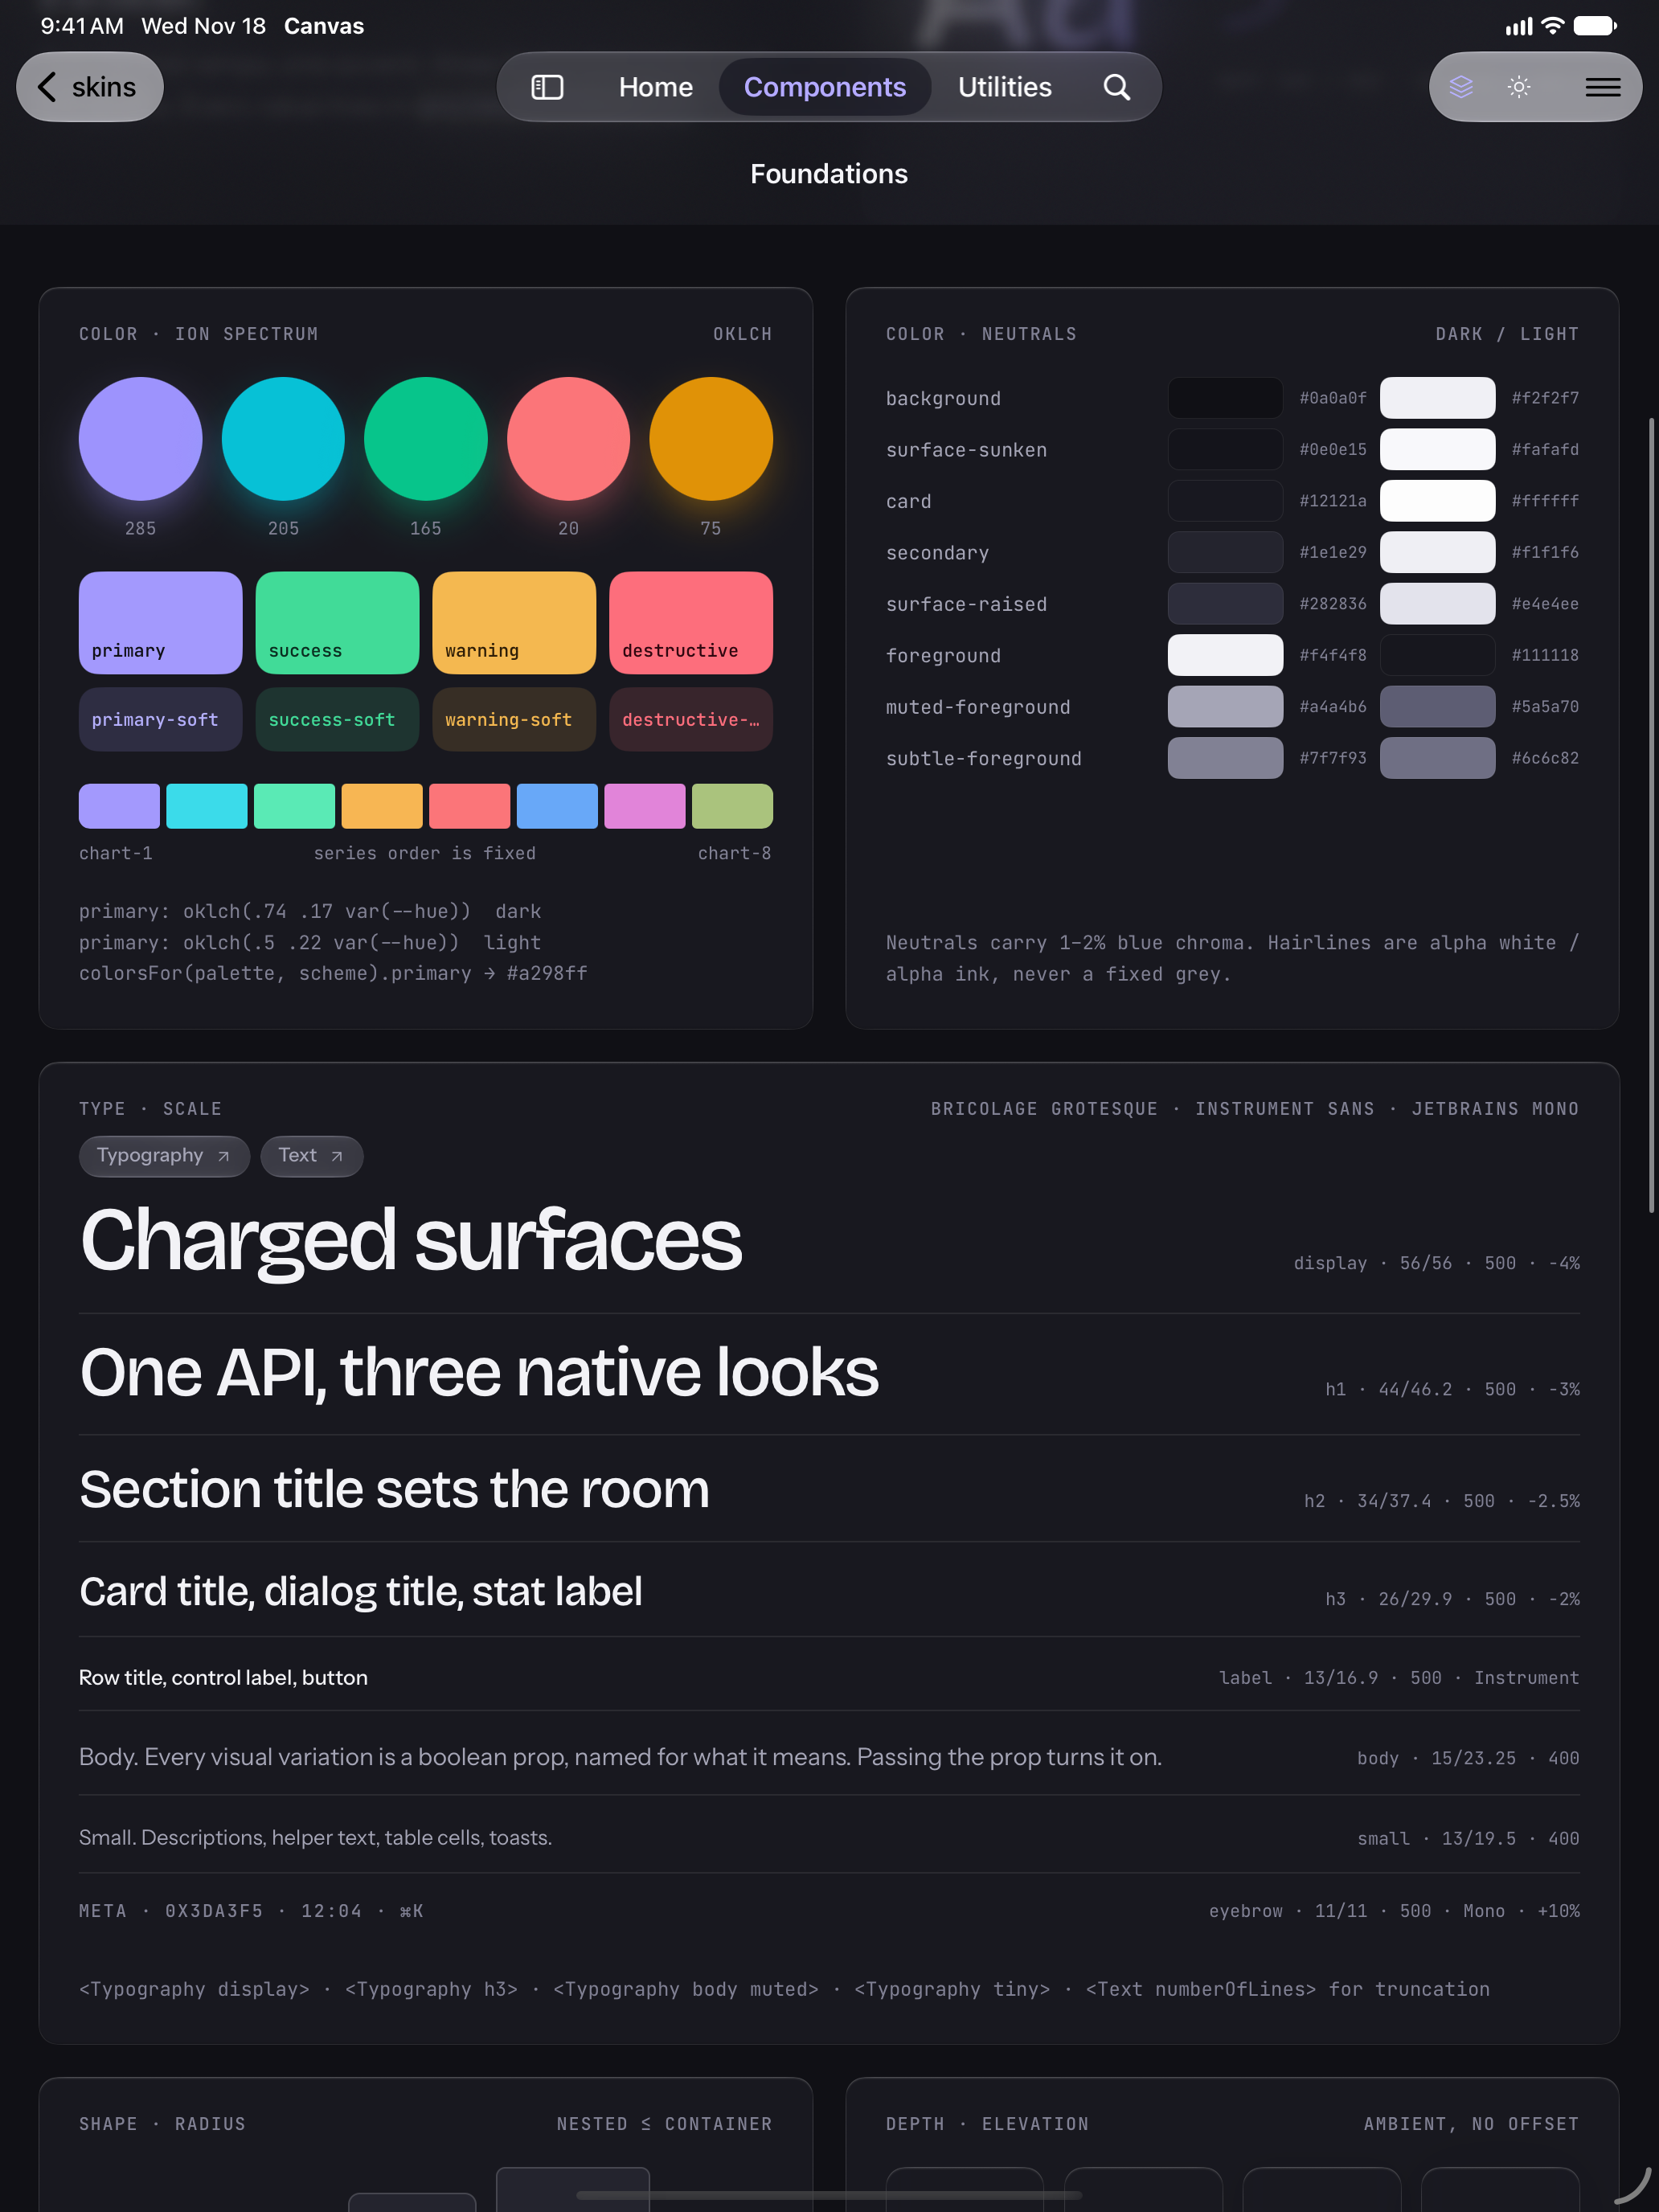 9:41 AM Wed Nov 18 Canvas
skins
Home Components Utilities
Foundations
COLOR · ION SPECTRUM OKLCH
285 205 165 20 75
primary success warning destructive
primary-soft success-soft warning-soft destructive-…
chart-1 series order is fixed chart-8
primary: oklch(.74 .17 var(--hue)) dark
primary: oklch(.5 .22 var(--hue)) light
colorsFor(palette, scheme).primary → #a298ff
COLOR · NEUTRALS DARK / LIGHT
background #0a0a0f #f2f2f7
surface-sunken #0e0e15 #fafafd
card #12121a #ffffff
secondary #1e1e29 #f1f1f6
surface-raised #282836 #e4e4ee
foreground #f4f4f8 #111118
muted-foreground #a4a4b6 #5a5a70
subtle-foreground #7f7f93 #6c6c82
Neutrals carry 1–2% blue chroma. Hairlines are alpha white /
alpha ink, never a fixed grey.
TYPE · SCALE BRICOLAGE GROTESQUE · INSTRUMENT SANS · JETBRAINS MONO
Typography ↗ Text ↗
Charged surfaces display · 56/56 · 500 · -4%
One API, three native looks h1 · 44/46.2 · 500 · -3%
Section title sets the room h2 · 34/37.4 · 500 · -2.5%
Card title, dialog title, stat label h3 · 26/29.9 · 500 · -2%
Row title, control label, button label · 13/16.9 · 500 · Instrument
Body. Every visual variation is a boolean prop, named for what it means. Passing the prop turns it on. body · 15/23.25 · 400
Small. Descriptions, helper text, table cells, toasts. small · 13/19.5 · 400
META · 0X3DA3F5 · 12:04 · ⌘K eyebrow · 11/11 · 500 · Mono · +10%
<Typography display> · <Typography h3> · <Typography body muted> · <Typography tiny> · <Text numberOfLines> for truncation
SHAPE · RADIUS NESTED ≤ CONTAINER
DEPTH · ELEVATION AMBIENT, NO OFFSET